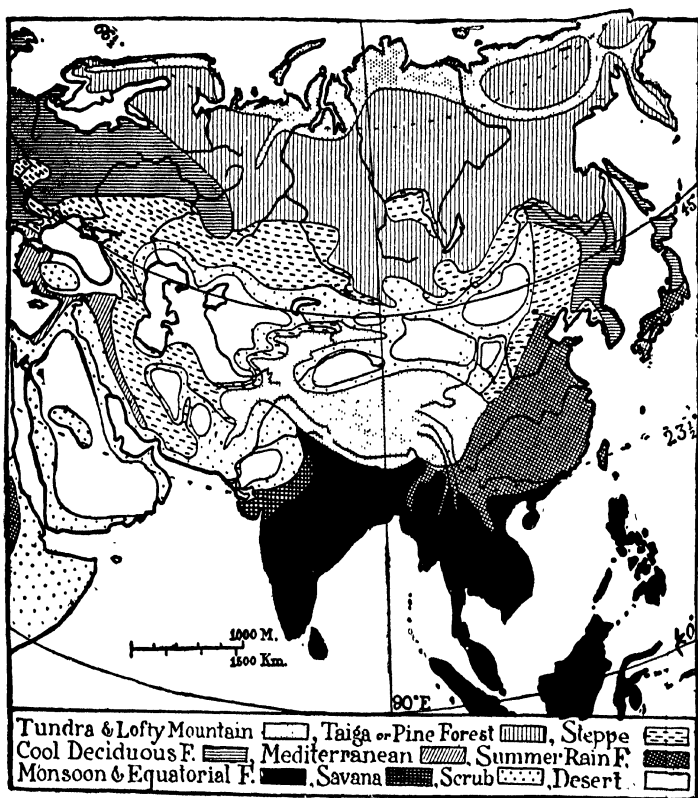 45
23½
1000 M.
1500 Km.
0
90°E
Tundra & Lofty Mountain , Taiga or Pine Forest , Steppe
Cool Deciduous F. , Mediterranean , Summer Rain F.
Monsoon & Equatorial F. , Savana , Scrub , Desert